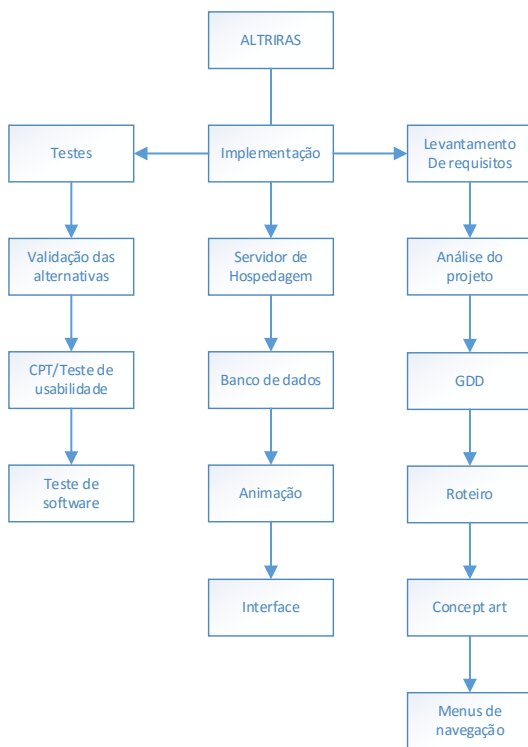 ALTRIRAS
Testes
Implementação
Levantamento
De requisitos
Validação das
alternativas
Servidor de
Hospedagem
Análise do
projeto
CPT/Teste de
usabilidade
Banco de dados
GDD
Teste de
software
Animação
Roteiro
Interface
Concept art
Menus de
navegação